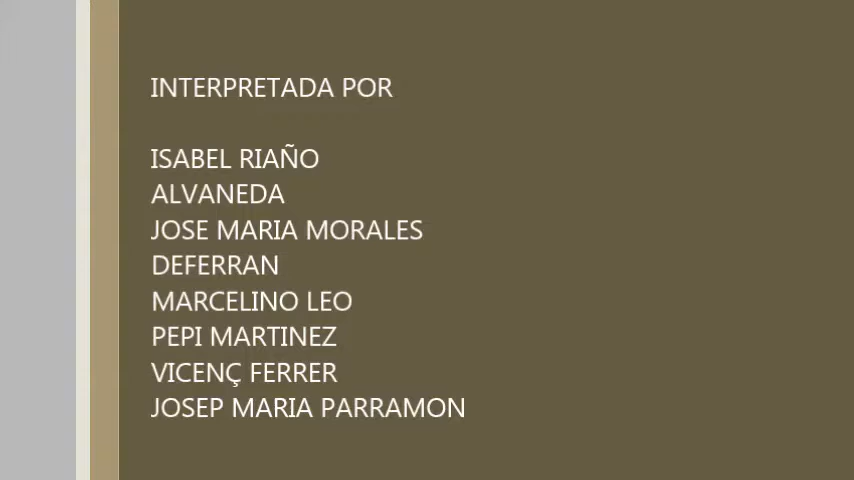 INTERPRETADA POR
ISABEL RIAÑO
ALVANEDA
JOSE MARIA MORALES
DEFERRAN
MARCELINO LEO
PEPI MARTINEZ
VICENÇ FERRER
JOSEP MARIA PARRAMON